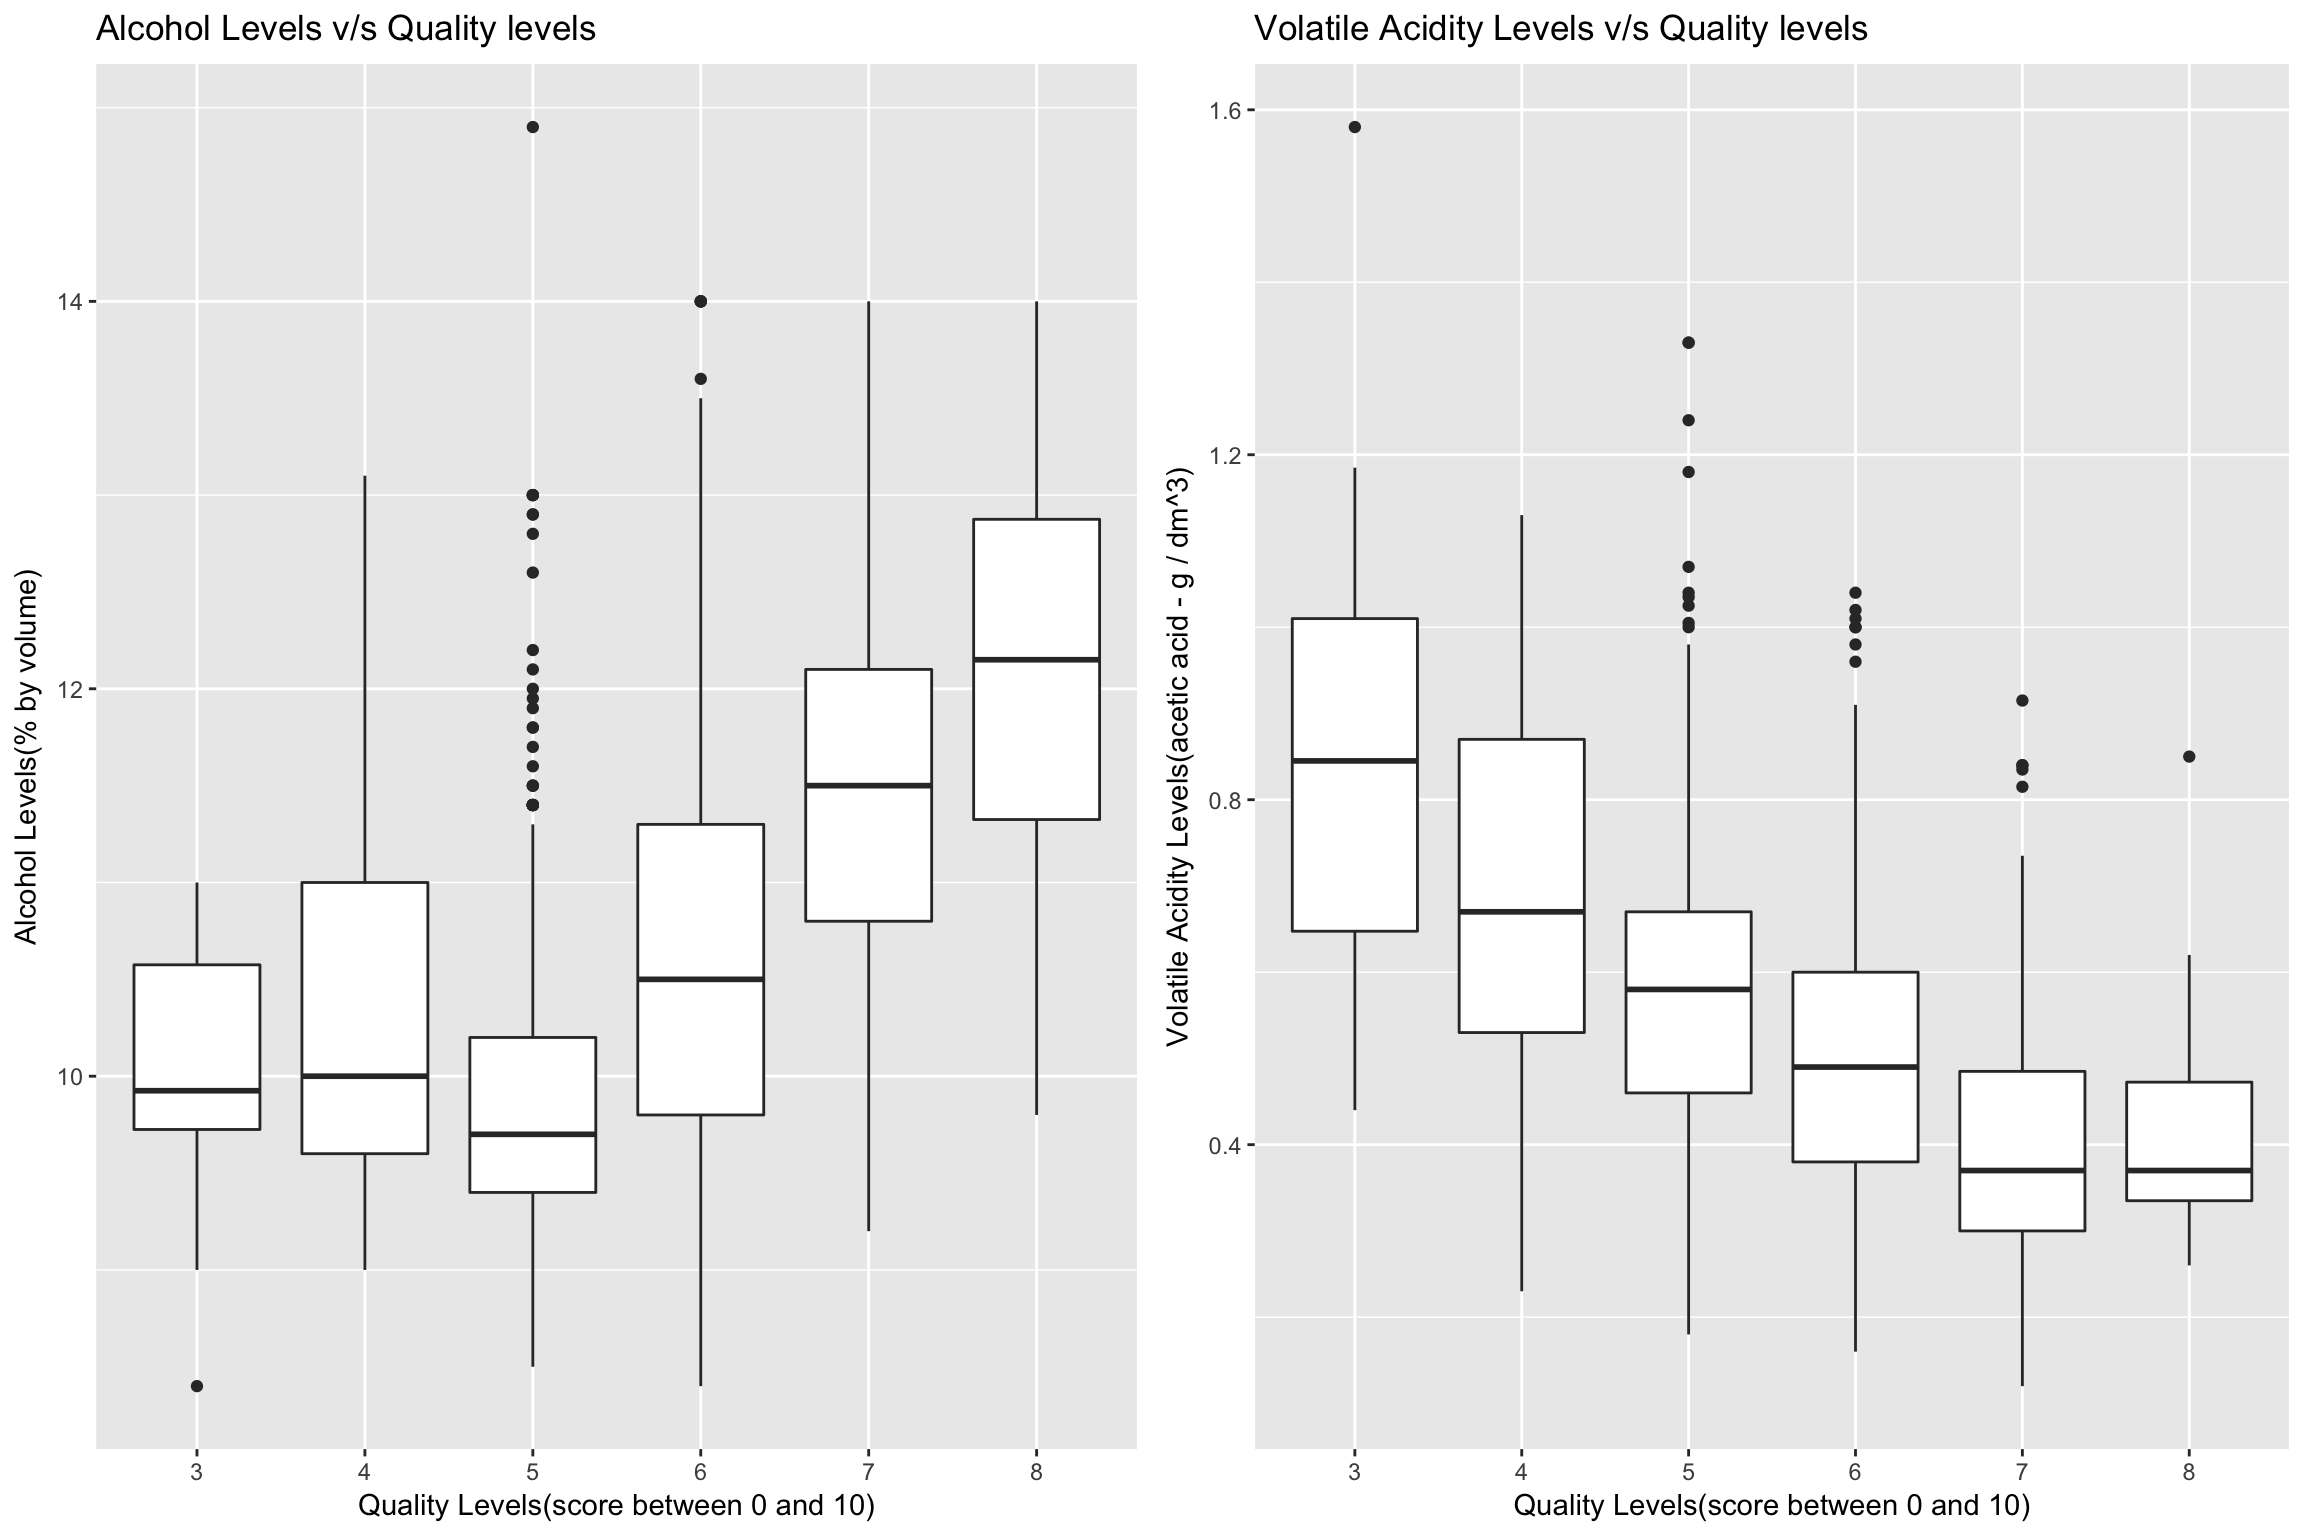 Alcohol Levels v/s Quality levels
Alcohol Levels(% by volume)
14
12
10
3 4 5 6 7 8
Quality Levels(score between 0 and 10)
Volatile Acidity Levels v/s Quality levels
Volatile Acidity Levels(acetic acid - g / dm^3)
1.6
1.2
0.8
0.4
3 4 5 6 7 8
Quality Levels(score between 0 and 10)